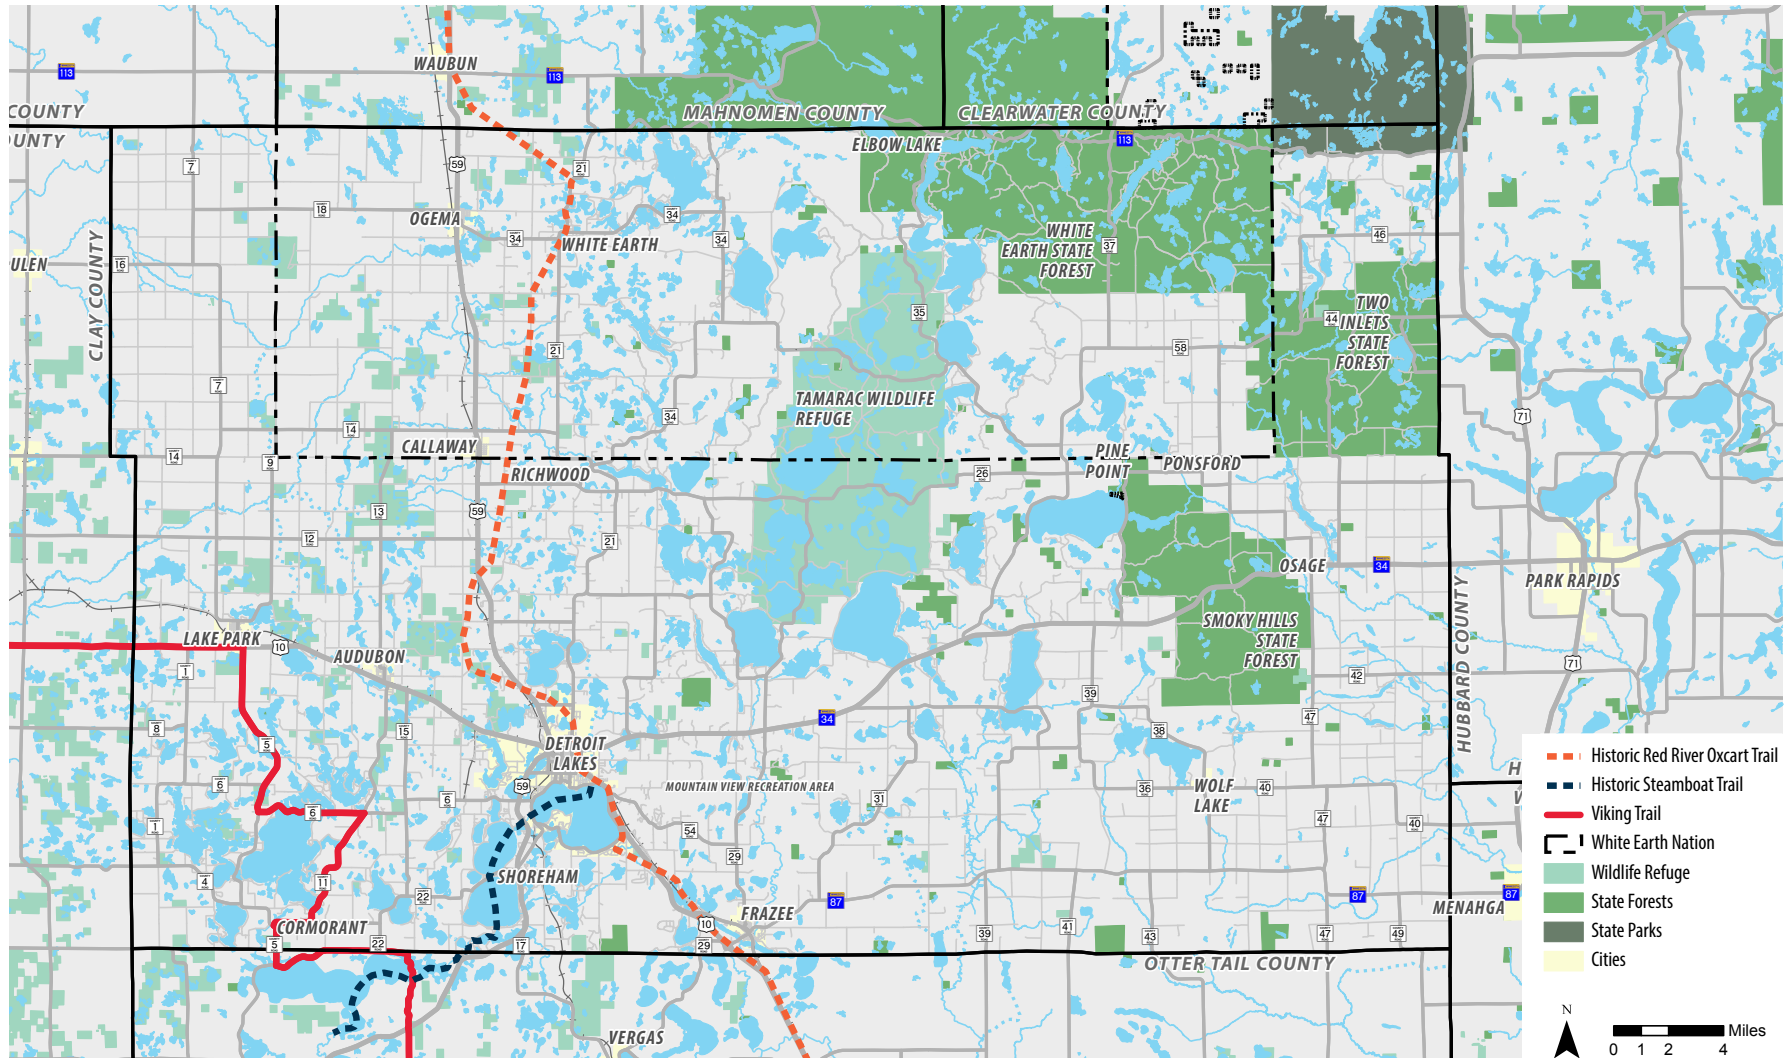 WAUBUN
113
113
COUNTY
MAHNOMEN COUNTY
CLEARWATER COUNTY
OUNTY
ELBOW LAKE
113
59
7
21
18
OGEMA
34
34
34
WHITE EARTH
WHITE
EARTH STATE
FOREST
37
46
CLAY COUNTY
ULEN
16
35
TWO
INLETS
STATE
FOREST
44
21
58
7
TAMARAC WILDLIFE
REFUGE
34
71
14
CALLAWAY
14
9
RICHWOOD
PINE
POINT
PONSFORD
26
13
59
12
21
OSAGE
34
PARK RAPIDS
HUBBARD COUNTY
LAKE PARK
10
AUDUBON
1
SMOKY HILLS
STATE
FOREST
71
42
39
8
5
15
34
47
38
DETROIT
LAKES
59
MOUNTAIN VIEW RECREATION AREA
6
6
6
31
36
WOLF
LAKE
40
1
54
47
40
29
4
11
22
SHOREHAM
87
87
87
MENAHGA
CORMORANT
FRAZEE
10
5
22
17
29
39
41
43
47
49
OTTER TAIL COUNTY
VERGAS
H
Historic Red River Oxcart Trail
Historic Steamboat Trail
Viking Trail
White Earth Nation
Wildlife Refuge
State Forests
State Parks
Cities
N
Miles
0 1 2 4